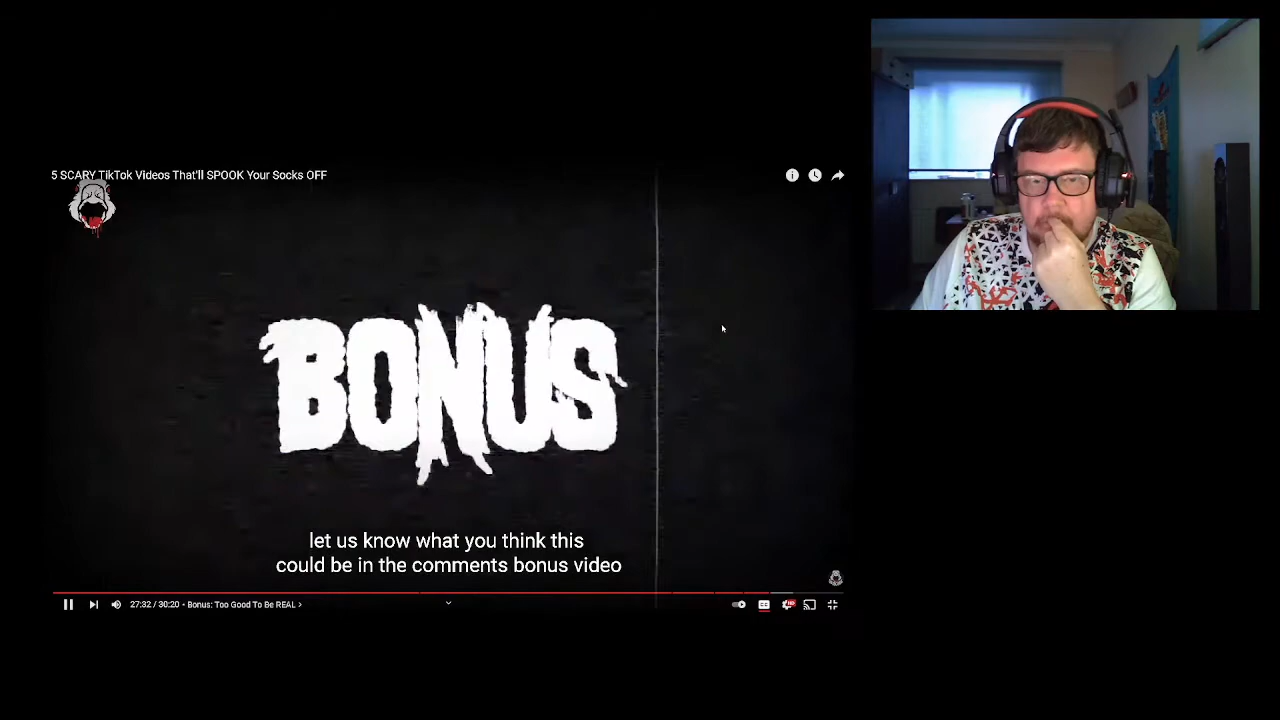 5 SCARY TikTok Videos That'll SPOOK Your Socks OFF
BONUS
let us know what you think this
could be in the comments bonus video
27:32 / 30:20 • Bonus: Too Good To Be REAL ›
HD